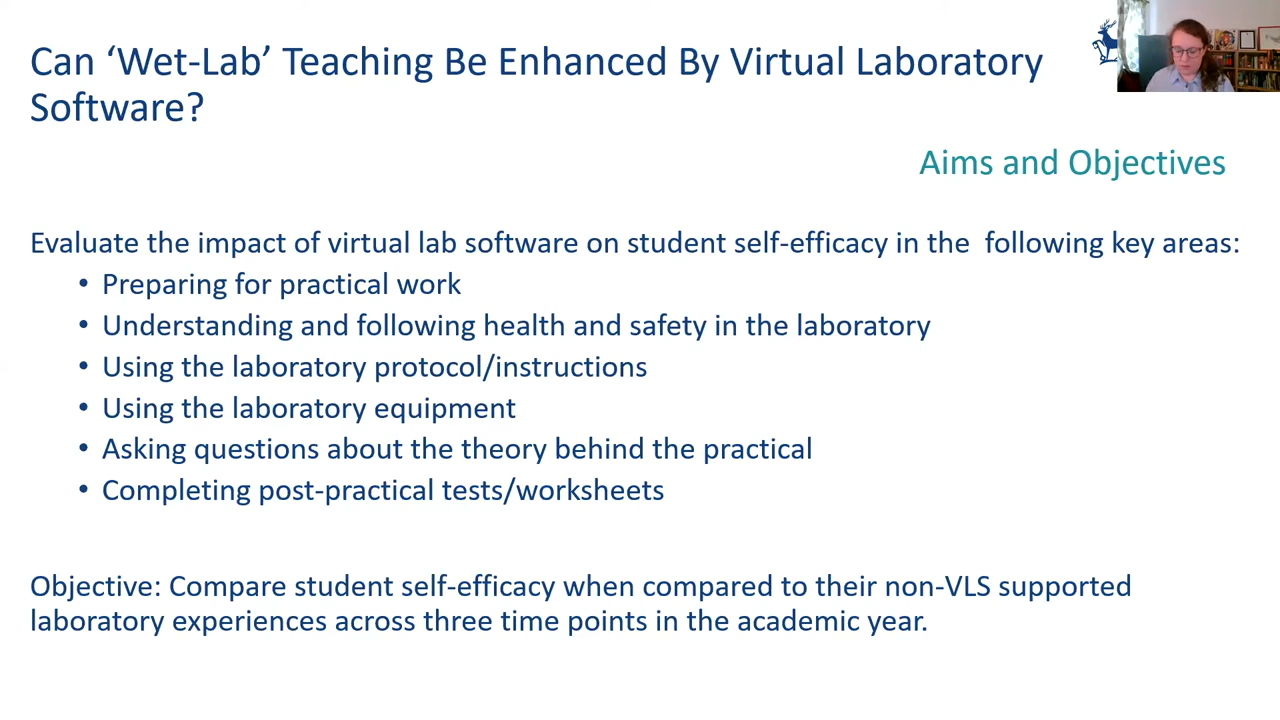 Can ‘Wet-Lab’ Teaching Be Enhanced By Virtual Laboratory
Software?
Aims and Objectives
Evaluate the impact of virtual lab software on student self-efficacy in the  following key areas:
• Preparing for practical work
• Understanding and following health and safety in the laboratory
• Using the laboratory protocol/instructions
• Using the laboratory equipment
• Asking questions about the theory behind the practical
• Completing post-practical tests/worksheets
Objective: Compare student self-efficacy when compared to their non-VLS supported
laboratory experiences across three time points in the academic year.